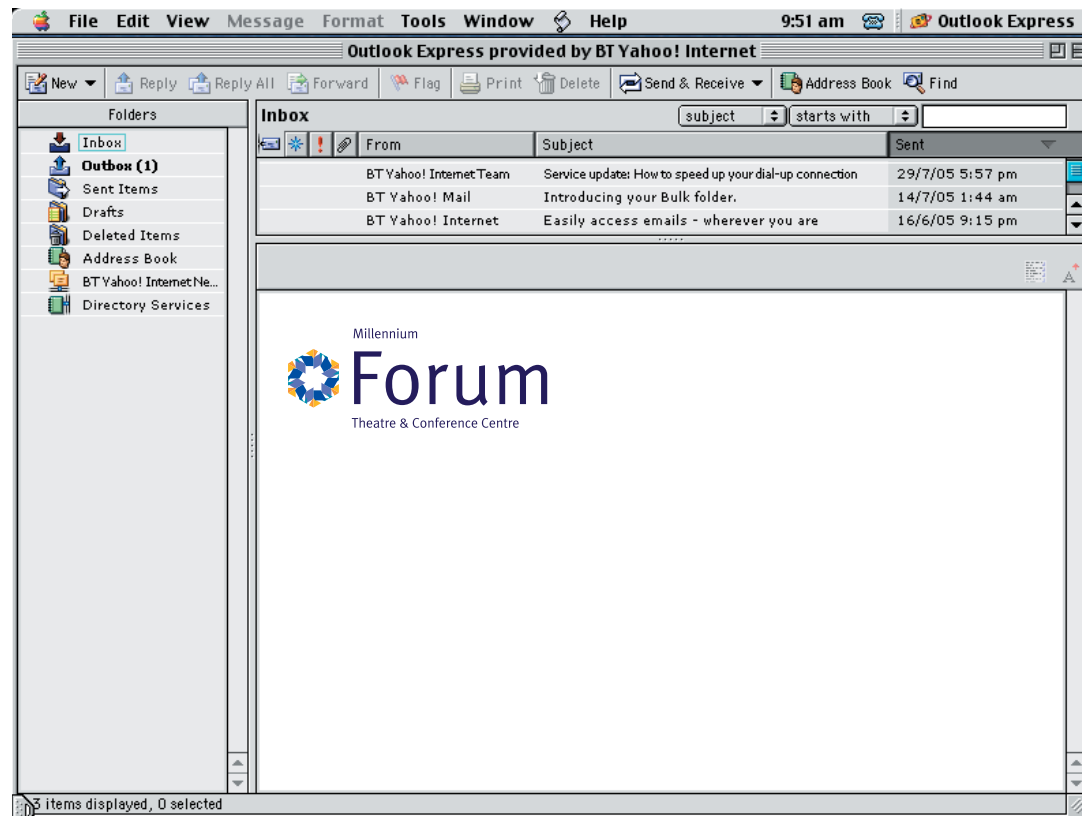 File Edit View Message Format Tools Window Help 9:51 am Outlook Express
Outlook Express provided by BT Yahoo! Internet
New Reply Reply All Forward Flag Print Delete Send & Receive Address Book Find
Folders
Inbox
Outbox (1)
Sent Items
Drafts
Deleted Items
Address Book
BT Yahoo! Internet Ne...
Directory Services
Inbox subject starts with
From Subject Sent
BT Yahoo! Internet Team Service update: How to speed up your dial-up connection 29/7/05 5:57 pm
BT Yahoo! Mail Introducing your Bulk folder. 14/7/05 1:44 am
BT Yahoo! Internet Easily access emails - wherever you are 16/6/05 9:15 pm
Millennium
Forum
Theatre & Conference Centre
3 items displayed, 0 selected